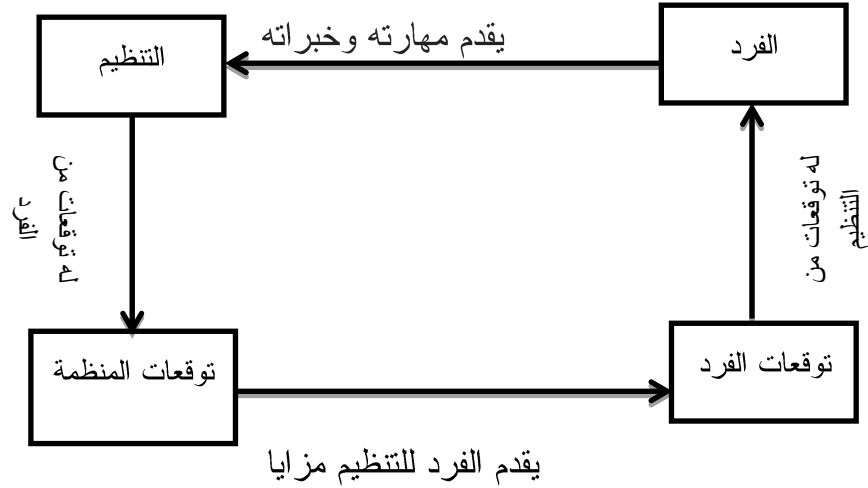 الفرد
يقدم مهارته وخبراته
التنظيم
له توقعات من
التنظيم
له توقعات من
الفرد
توقعات الفرد
توقعات المنظمة
يقدم الفرد للتنظيم مزايا